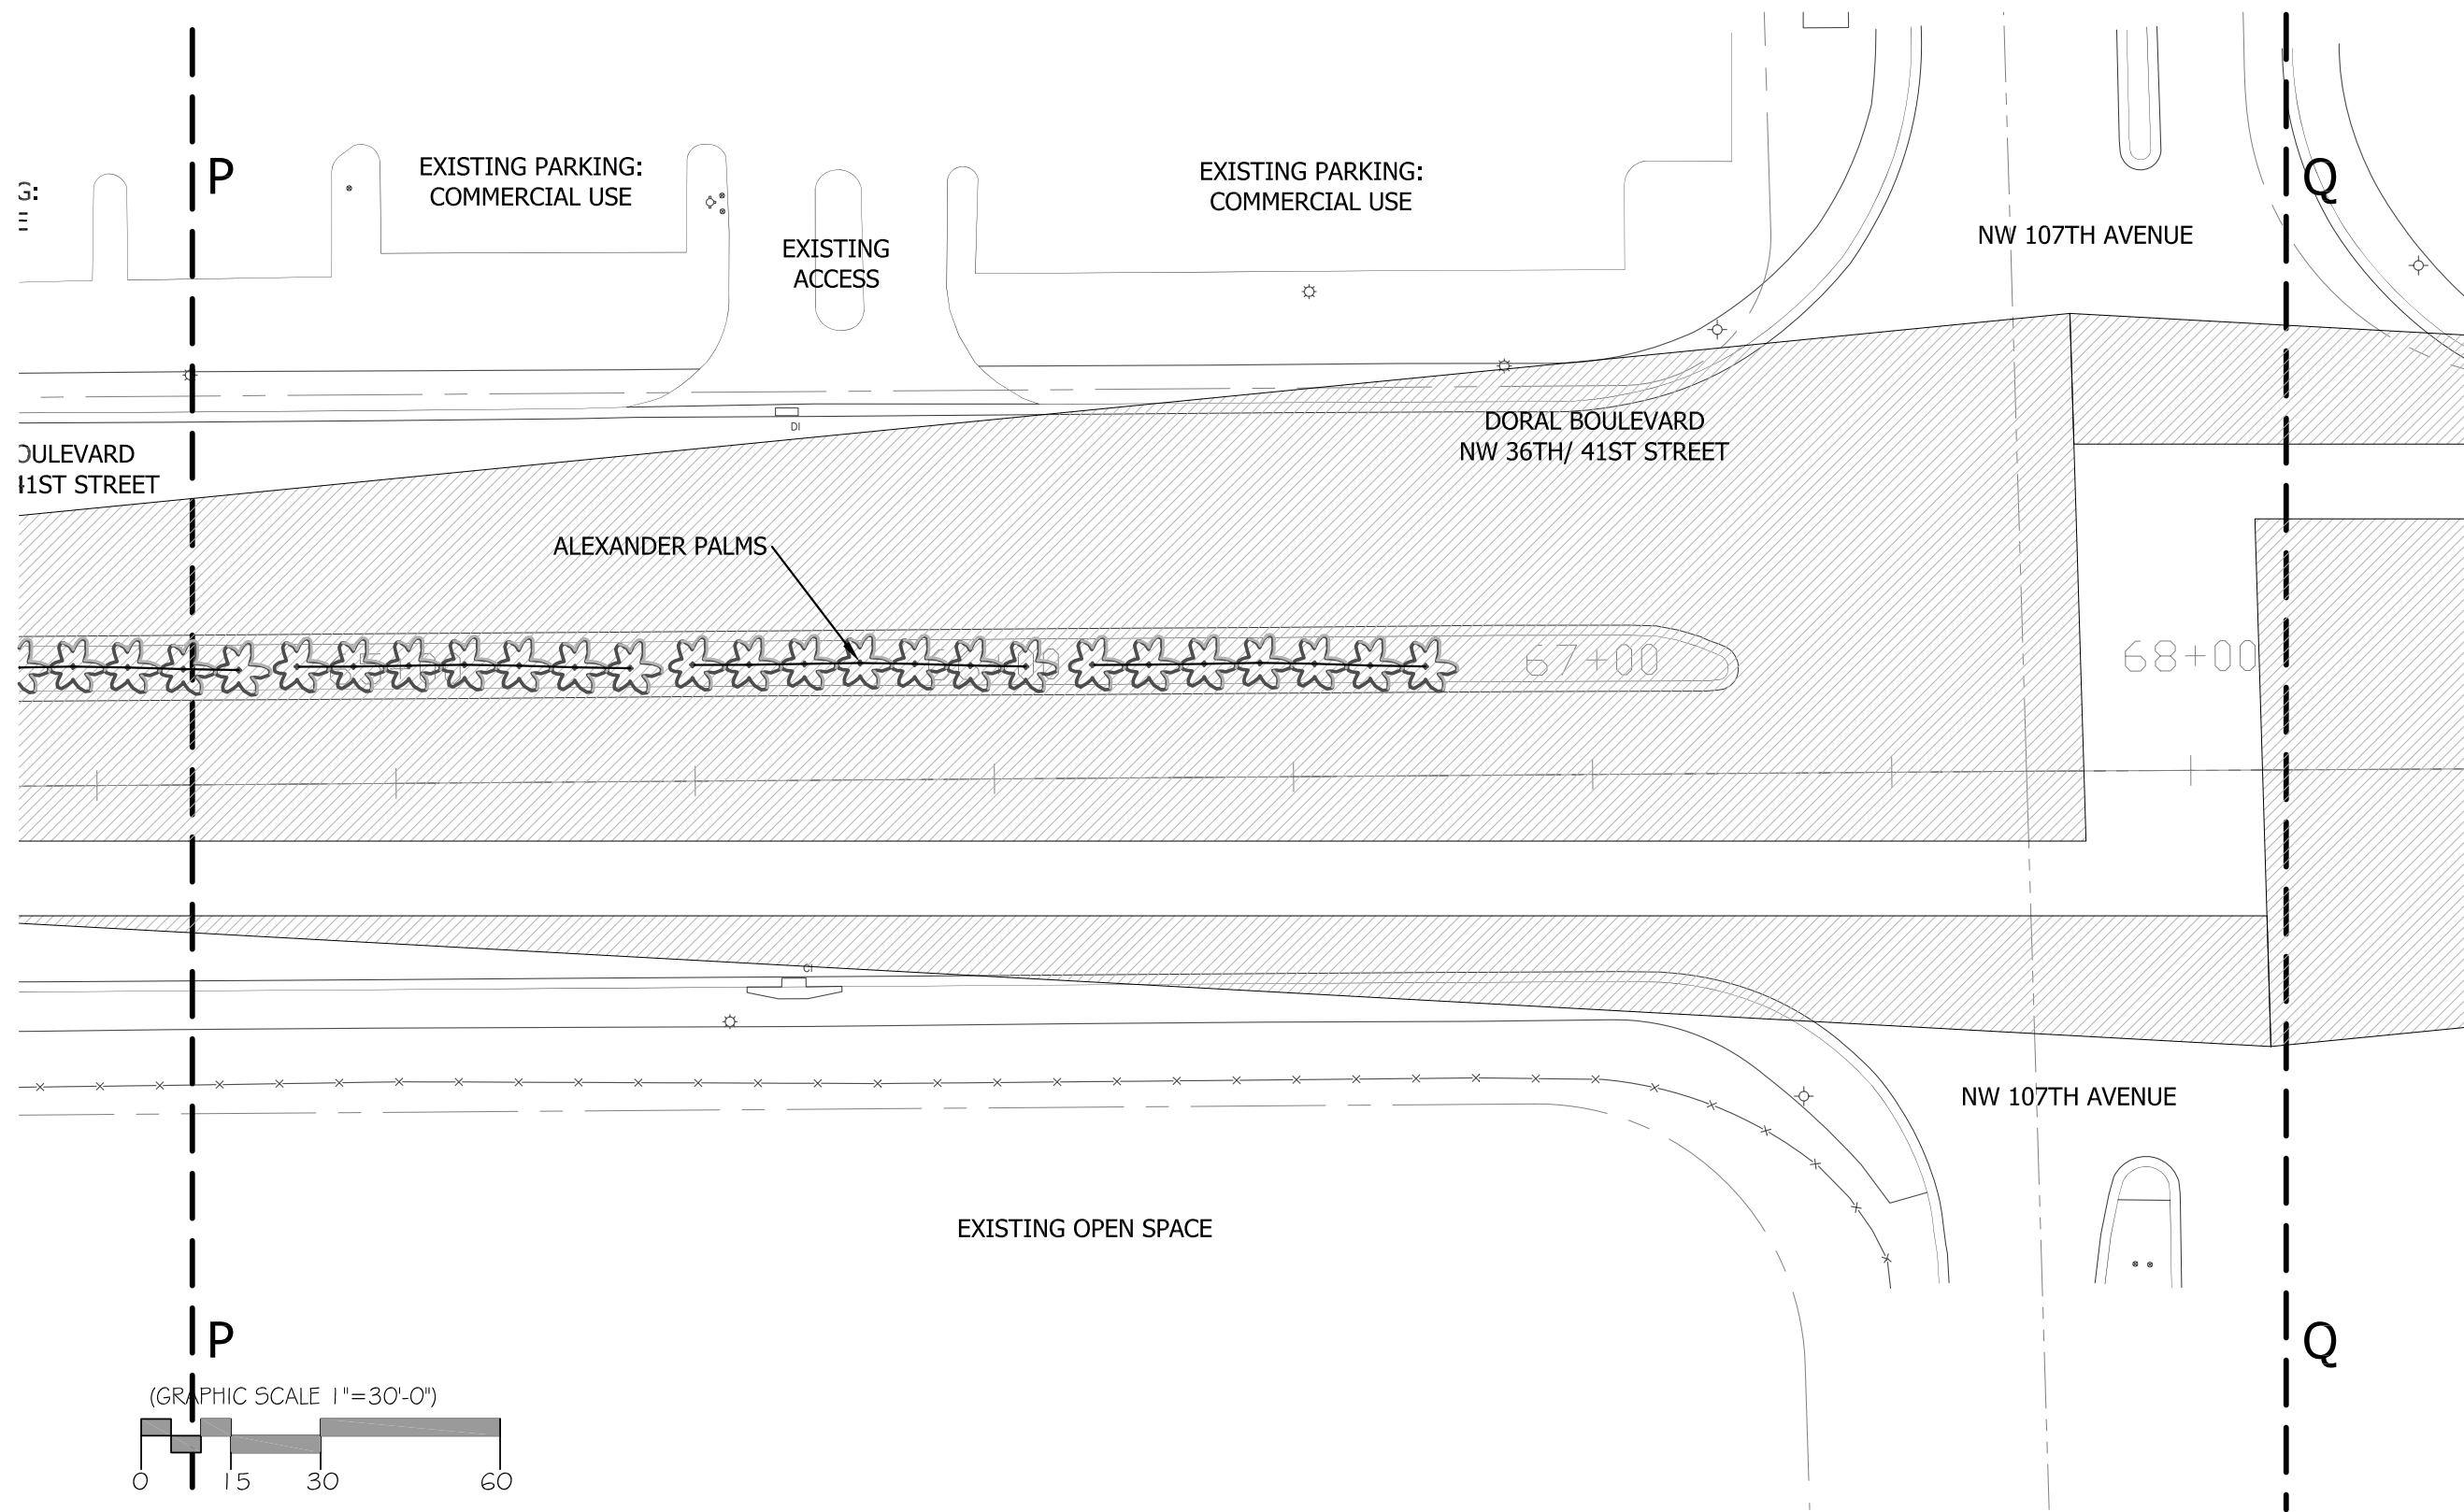 P
Q
G:
E
EXISTING PARKING:
COMMERCIAL USE
EXISTING PARKING:
COMMERCIAL USE
EXISTING
ACCESS
NW 107TH AVENUE
DI
DORAL BOULEVARD
NW 36TH/ 41ST STREET
OULEVARD
41ST STREET
ALEXANDER PALMS
67+00
68+00
CI
NW 107TH AVENUE
EXISTING OPEN SPACE
P
Q
(GRAPHIC SCALE 1"=30'-0")
0 15 30 60